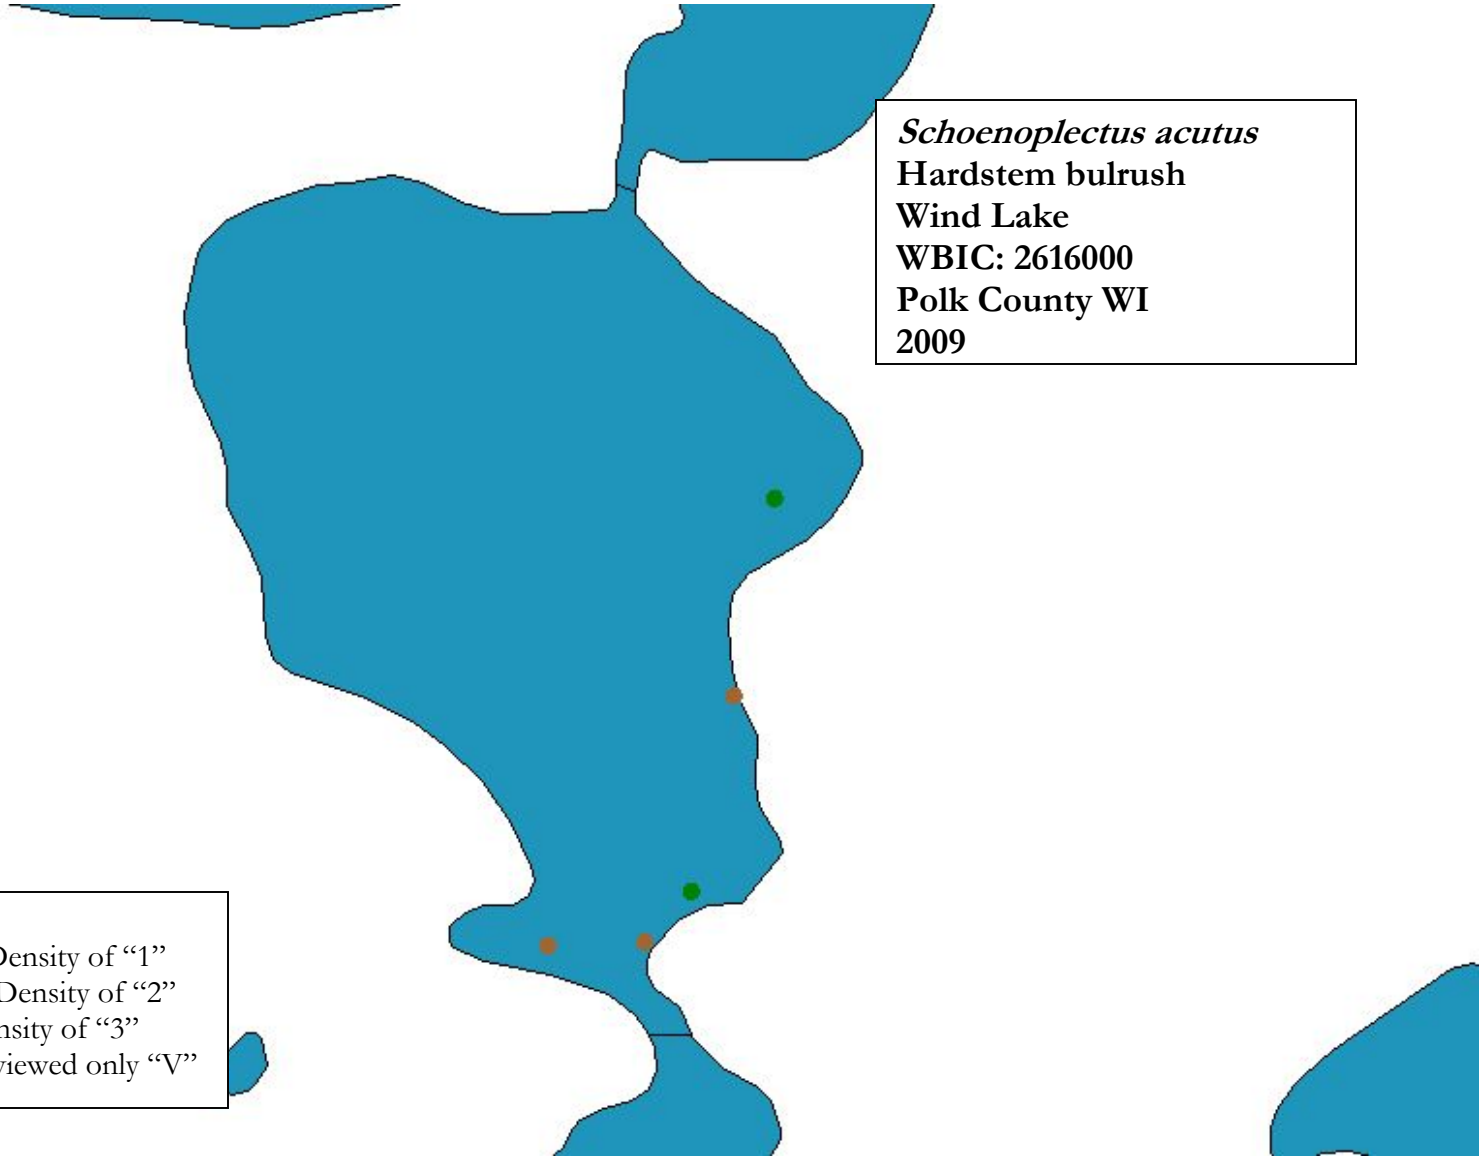 Schoenoplectus acutus
Hardstem bulrush
Wind Lake
WBIC: 2616000
Polk County WI
2009
Density of “1”
Density of “2”
of “3”
viewed only “V”